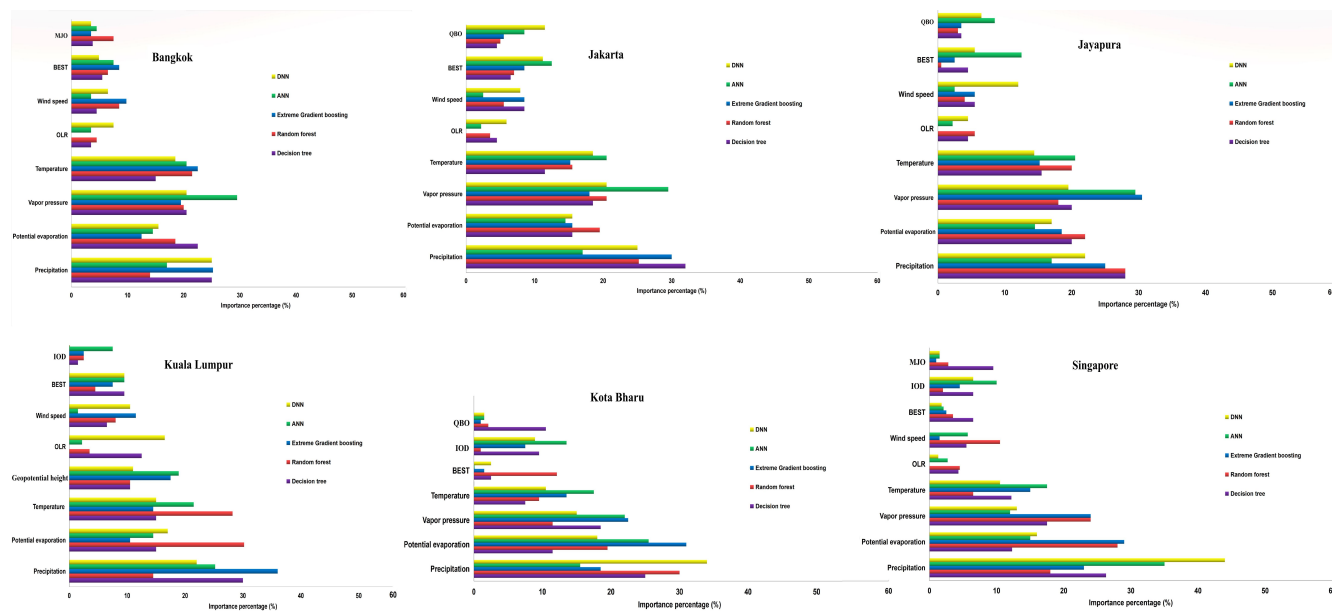 Bangkok
MJO
BEST
Wind speed
OLR
Temperature
Vapor pressure
Potential evaporation
Precipitation
DNN
ANN
Extreme Gradient boosting
Random forest
Decision tree
0 10 20 30 40 50 60
Importance percentage (%)
Jakarta
QBO
BEST
Wind speed
OLR
Temperature
Vapor pressure
Potential evaporation
Precipitation
DNN
ANN
Extreme Gradient boosting
Random forest
Decision tree
0 10 20 30 40 50 60
Importance percentage (%)
Jayapura
QBO
BEST
Wind speed
OLR
Temperature
Vapor pressure
Potential evaporation
Precipitation
DNN
ANN
Extreme Gradient boosting
Random forest
Decision tree
0 10 20 30 40 50 6
Importance percentage (%)
Kuala Lumpur
IOD
BEST
Wind speed
OLR
Geopotential height
Temperature
Potential evaporation
Precipitation
DNN
ANN
Extreme Gradient boosting
Random forest
Decision tree
0 10 20 30 40 50 60
Importance percentage (%)
Kota Bharu
QBO
IOD
BEST
Temperature
Vapor pressure
Potential evaporation
Precipitation
DNN
ANN
Extreme Gradient boosting
Random forest
Decision tree
0 10 20 30 40 50 60
Importance percentage (%)
Singapore
MJO
IOD
BEST
Wind speed
OLR
Temperature
Vapor pressure
Potential evaporation
Precipitation
DNN
ANN
Extreme Gradient boosting
Random forest
Decision tree
0 10 20 30 40 50 6
Importance percentage (%)